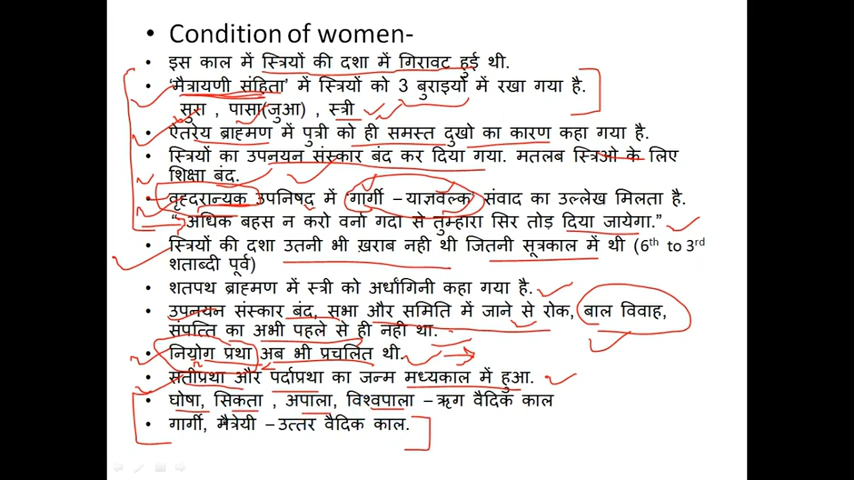 Condition of women-
इस काल में स्त्रियों की दशा में गिरावट हुई थी.
'मैत्रायणी संहिता' में स्त्रियों को 3 बुराइयो में रखा गया है.
सुरा , पासा(जुआ) , स्त्री
ऐतरेय ब्राह्मण में पुत्री को ही समस्त दुखो का कारण कहा गया है.
स्त्रियों का उपनयन संस्कार बंद कर दिया गया. मतलब स्त्रिओ के लिए
शिक्षा बंद.
वृहदरान्यक उपनिषद् में 'गार्गी –याज्ञवल्क' संवाद का उल्लेख मिलता है.
" अधिक बहस न करो वर्ना गदा से तुम्हारा सिर तोड़ दिया जायेगा."
स्त्रियों की दशा उतनी भी ख़राब नही थी जितनी सूत्रकाल में थी (6th to 3rd
शताब्दी पूर्व)
शतपथ ब्राह्मण में स्त्री को अर्धांगिनी कहा गया है.
उपनयन संस्कार बंद, सभा और समिति में जाने से रोक, बाल विवाह,
संपत्ति का अभी पहले से ही नही था.
नियोग प्रथा अब भी प्रचलित थी.
सतीप्रथा और पर्दाप्रथा का जन्म मध्यकाल में हुआ.
घोषा, सिकता , अपाला, विश्वपाला –ऋग वैदिक काल
गार्गी, मैत्रेयी –उत्तर वैदिक काल.